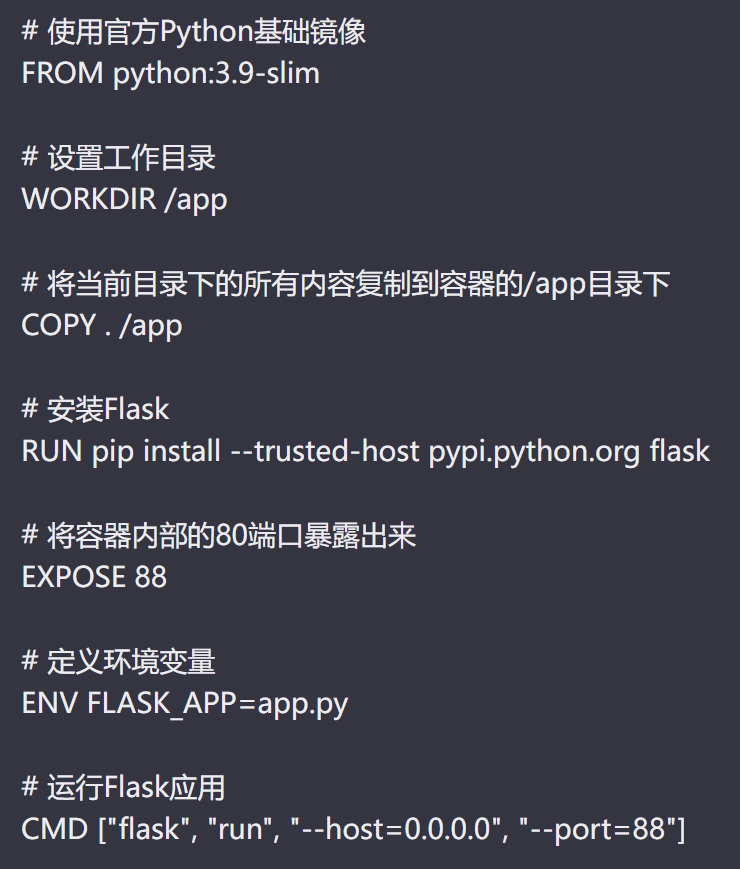 # 使用官方Python基础镜像
FROM python:3.9-slim
# 设置工作目录
WORKDIR /app
# 将当前目录下的所有内容复制到容器的/app目录下
COPY . /app
# 安装Flask
RUN pip install --trusted-host pypi.python.org flask
# 将容器内部的80端口暴露出来
EXPOSE 88
# 定义环境变量
ENV FLASK_APP=app.py
# 运行Flask应用
CMD ["flask", "run", "--host=0.0.0.0", "--port=88"]